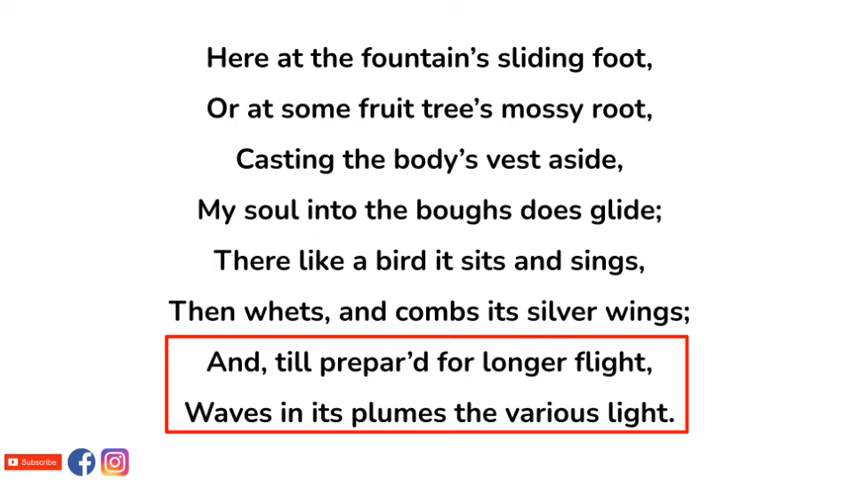 Here at the fountain's sliding foot,
Or at some fruit tree's mossy root,
Casting the body's vest aside,
My soul into the boughs does glide;
There like a bird it sits and sings,
Then whets, and combs its silver wings;
And, till prepar'd for longer flight,
Waves in its plumes the various light.
Subscribe